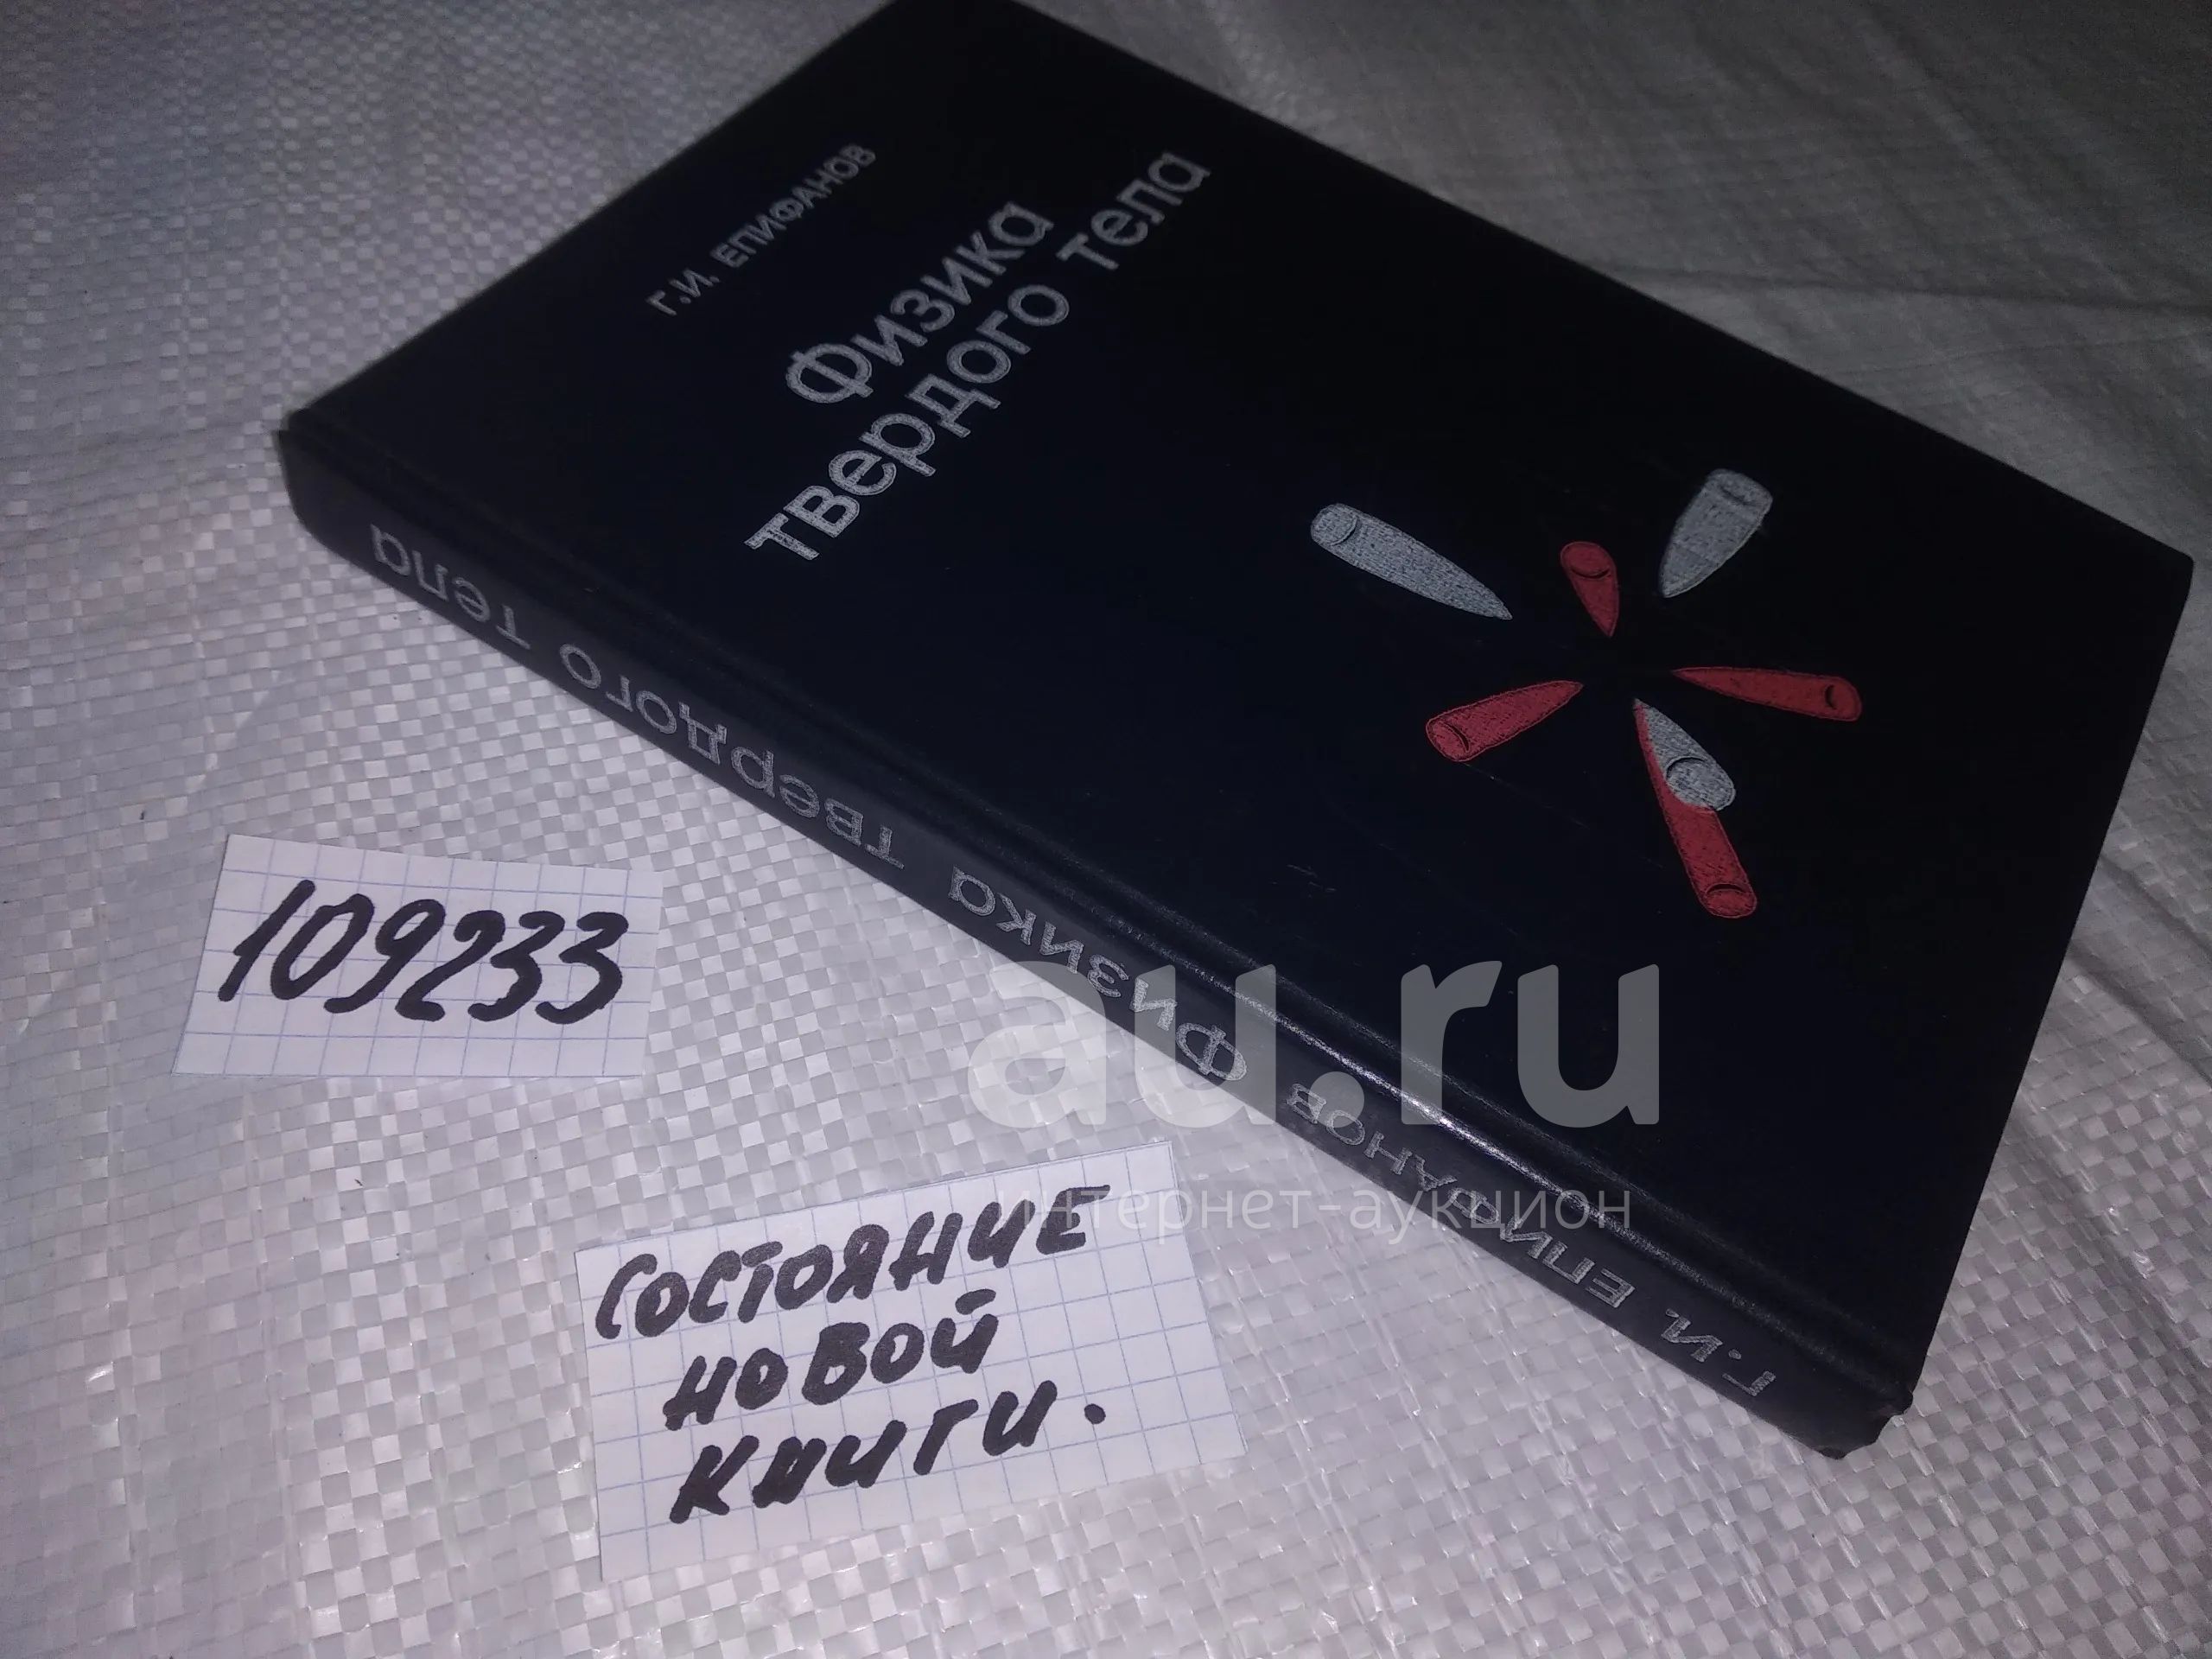 Г.И. ЕПИФАНОВ
Физика
твердого тела
Г.И. ЕПИФАНОВ Физика твердого тела
109233
au.ru
интернет-аукцион
СОСТОЯНИЕ
НОВОЙ
КНИГИ.